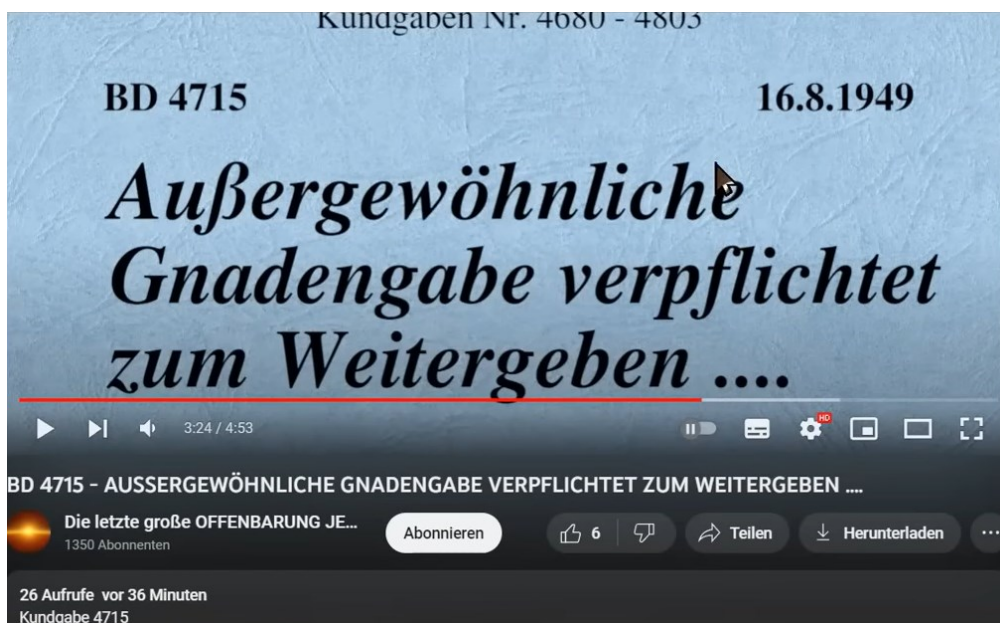 Kundgaben Nr. 4680 - 4803
BD 4715 16.8.1949
Außergewöhnliche
Gnadengabe verpflichtet
zum Weitergeben ....
3:24 / 4:53
HD
BD 4715 - AUSSERGEWÖHNLICHE GNADENGABE VERPFLICHTET ZUM WEITERGEBEN ....
Die letzte große OFFENBARUNG JE...
1350 Abonnenten
Abonnieren
6
Teilen
Herunterladen
26 Aufrufe vor 36 Minuten
Kundgabe 4715